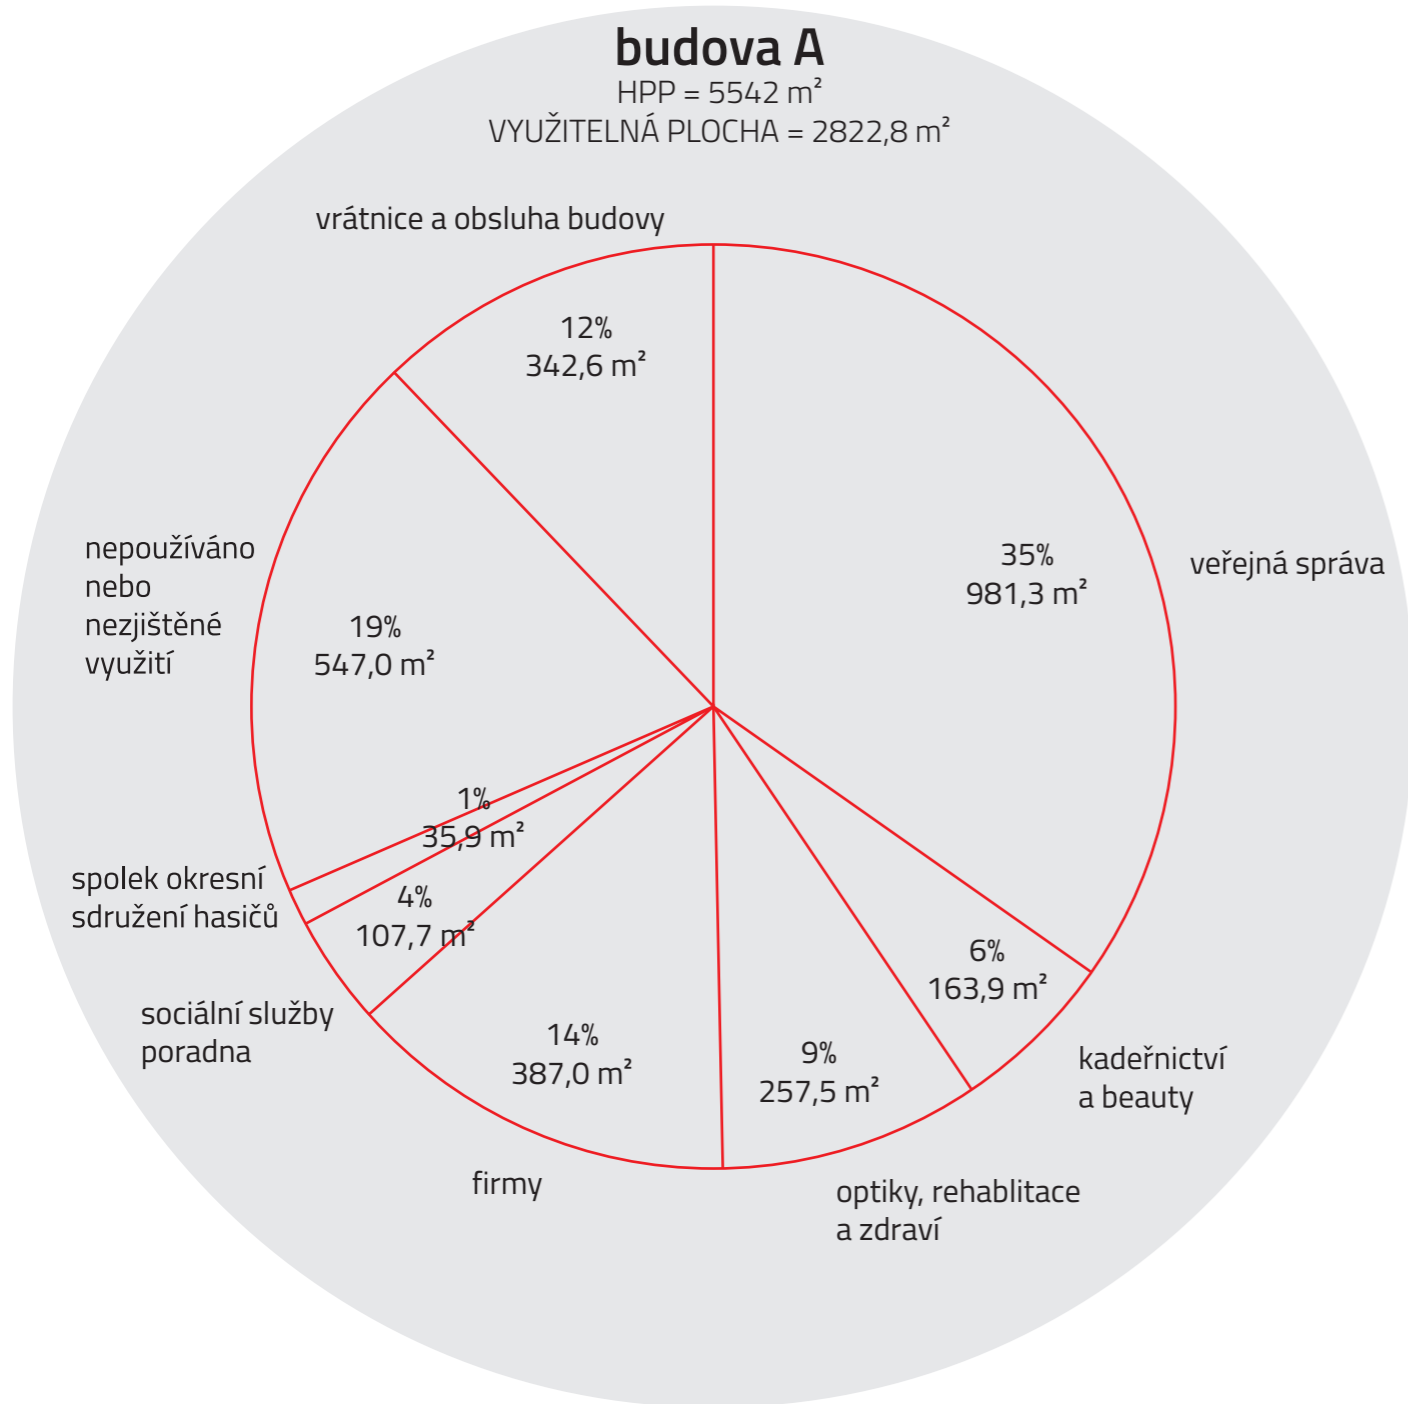 budova A
HPP = 5542 m²
VYUŽITELNÁ PLOCHA = 2822,8 m²
vrátnice a obsluha budovy
12%
342,6 m²
35%
981,3 m²
veřejná správa
nepoužíváno
nebo
nezjištěné
využití
19%
547,0 m²
1%
35,9 m²
spolek okresní
sdružení hasičů
4%
107,7 m²
sociální služby
poradna
14%
387,0 m²
firmy
9%
257,5 m²
optiky, rehablitace
a zdraví
6%
163,9 m²
kadeřnictví
a beauty